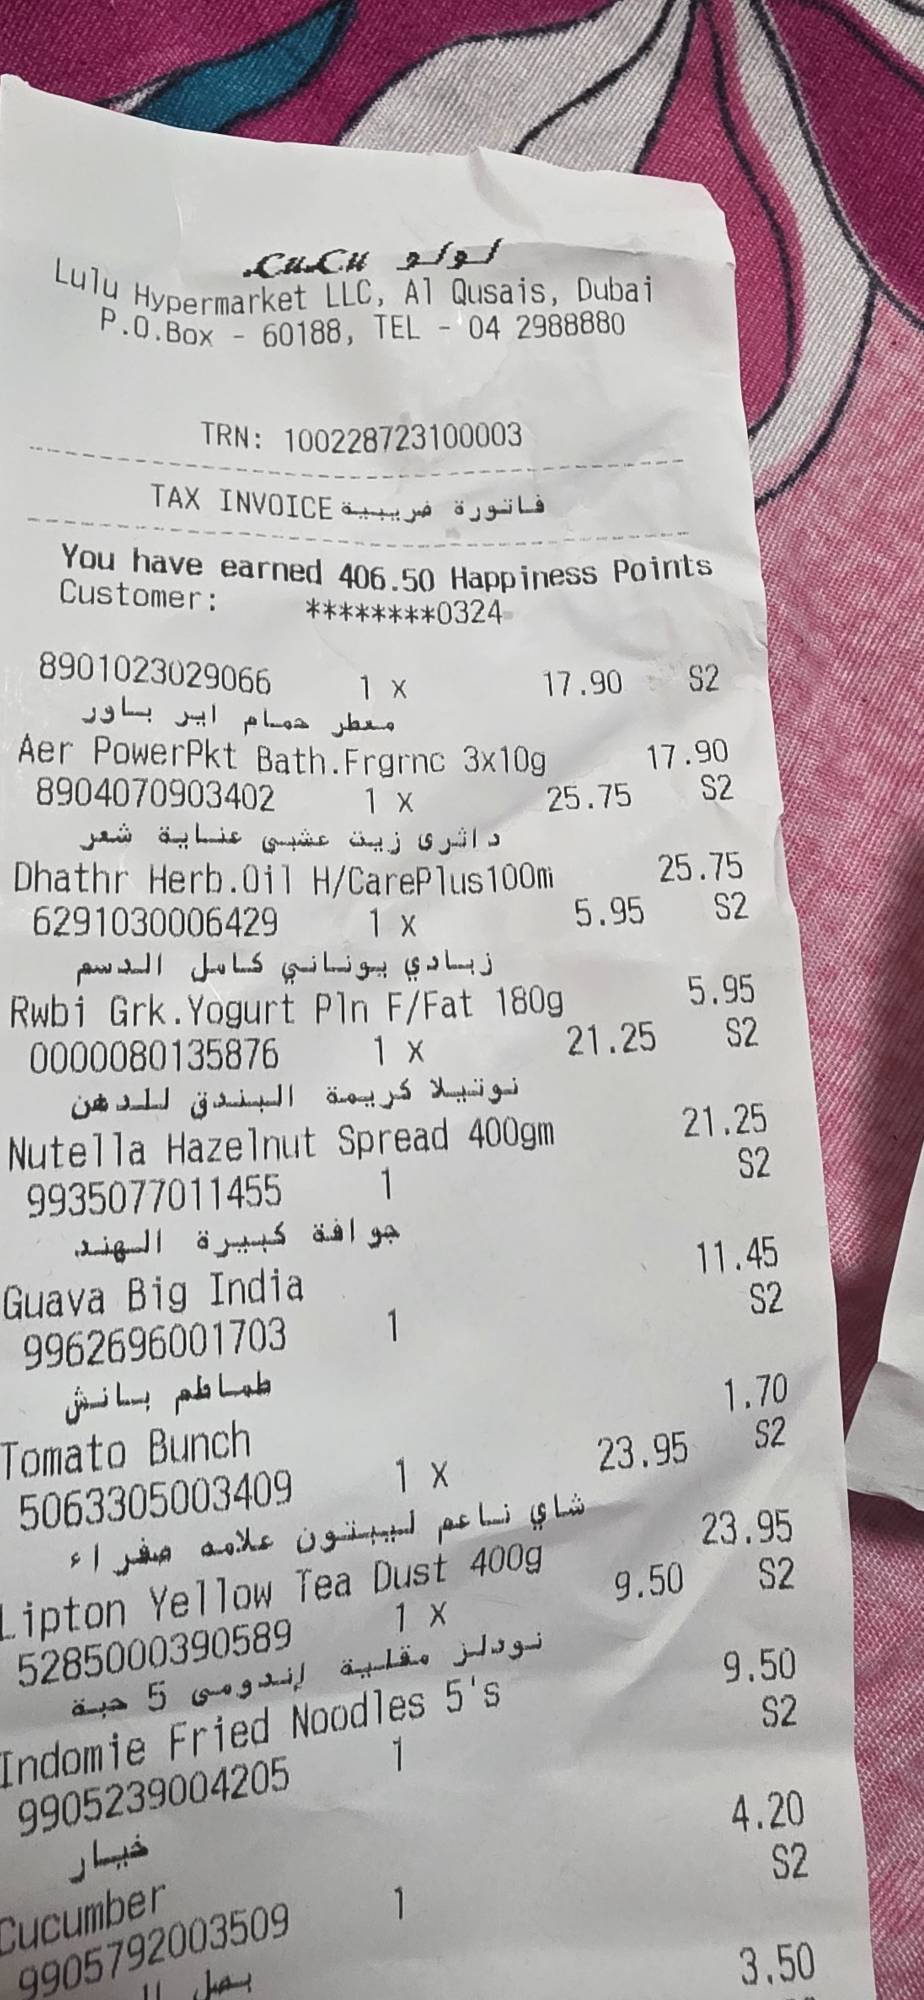 LuLu لولو
Lulu Hypermarket LLC, Al Qusais, Dubai
P.O.Box - 60188, TEL - 04 2988880
TRN: 100228723100003
TAX INVOICE فاتورة ضريبية
You have earned 406.50 Happiness Points
Customer: ********0324
8901023029066 1 x 17.90 S2
معطر حمام اير باور
Aer PowerPkt Bath.Frgrnc 3x10g 17.90
8904070903402 1 x 25.75 S2
داثري زيت عشبي عناية شعر
Dhathr Herb.Oil H/CarePlus100m 25.75
6291030006429 1 x 5.95 S2
زبادي يوناني كامل الدسم
Rwbi Grk.Yogurt Pln F/Fat 180g 5.95
0000080135876 1 x 21.25 S2
نوتيلا كريمة البندق للدهن
Nutella Hazelnut Spread 400gm 21.25
9935077011455 1 S2
جوافة كبيرة الهند
Guava Big India 11.45
9962696001703 1 S2
طماطم بانش
Tomato Bunch 1.70
5063305003409 1 x 23.95 S2
شاي ناعم ليبتون علامه صفراء
Lipton Yellow Tea Dust 400g 23.95
5285000390589 1 x 9.50 S2
نودلز مقلية إندومى 5 حبة
Indomie Fried Noodles 5's 9.50
9905239004205 1 S2
خيار
Cucumber 4.20
9905792003509 1 S2
بصل
3.50